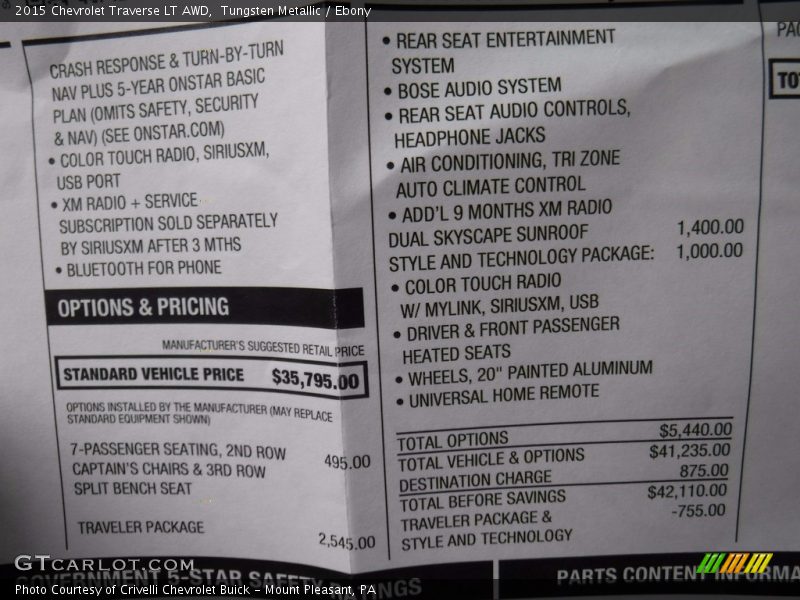 2015 Chevrolet Traverse LT AWD, Tungsten Metallic / Ebony
CRASH RESPONSE & TURN-BY-TURN
NAV PLUS 5-YEAR ONSTAR BASIC
PLAN (OMITS SAFETY, SECURITY
& NAV) (SEE ONSTAR.COM)
• COLOR TOUCH RADIO, SIRIUSXM,
USB PORT
• XM RADIO + SERVICE
SUBSCRIPTION SOLD SEPARATELY
BY SIRIUSXM AFTER 3 MTHS
• BLUETOOTH FOR PHONE
OPTIONS & PRICING
MANUFACTURER'S SUGGESTED RETAIL PRICE
STANDARD VEHICLE PRICE $35,795.00
OPTIONS INSTALLED BY THE MANUFACTURER (MAY REPLACE
STANDARD EQUIPMENT SHOWN)
7-PASSENGER SEATING, 2ND ROW 495.00
CAPTAIN'S CHAIRS & 3RD ROW
SPLIT BENCH SEAT
TRAVELER PACKAGE 2,545.00
• REAR SEAT ENTERTAINMENT
SYSTEM
• BOSE AUDIO SYSTEM
• REAR SEAT AUDIO CONTROLS,
HEADPHONE JACKS
• AIR CONDITIONING, TRI ZONE
AUTO CLIMATE CONTROL
• ADD'L 9 MONTHS XM RADIO
DUAL SKYSCAPE SUNROOF 1,400.00
STYLE AND TECHNOLOGY PACKAGE: 1,000.00
• COLOR TOUCH RADIO
W/ MYLINK, SIRIUSXM, USB
• DRIVER & FRONT PASSENGER
HEATED SEATS
• WHEELS, 20" PAINTED ALUMINUM
• UNIVERSAL HOME REMOTE
TOTAL OPTIONS $5,440.00
TOTAL VEHICLE & OPTIONS $41,235.00
DESTINATION CHARGE 875.00
TOTAL BEFORE SAVINGS $42,110.00
TRAVELER PACKAGE & -755.00
STYLE AND TECHNOLOGY
PAC
TO
GTCARLOT.COM
GOVERNMENT 5-STAR SAFETY RATINGS
PARTS CONTENT INFORMA
Photo Courtesy of Crivelli Chevrolet Buick - Mount Pleasant, PA